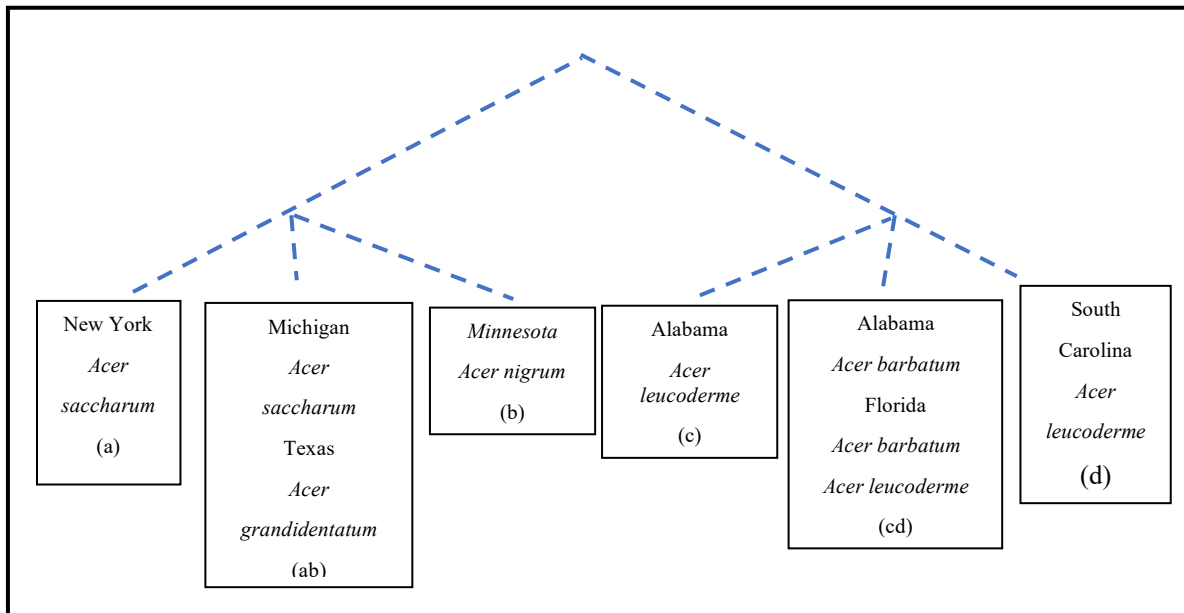 New York
Acer
saccharum
(a)
Michigan
Acer
saccharum
Texas
Acer
grandidentatum
(ab)
Minnesota
Acer nigrum
(b)
Alabama
Acer
leucoderme
(c)
Alabama
Acer barbatum
Florida
Acer barbatum
Acer leucoderme
(cd)
South
Carolina
Acer
leucoderme
(d)